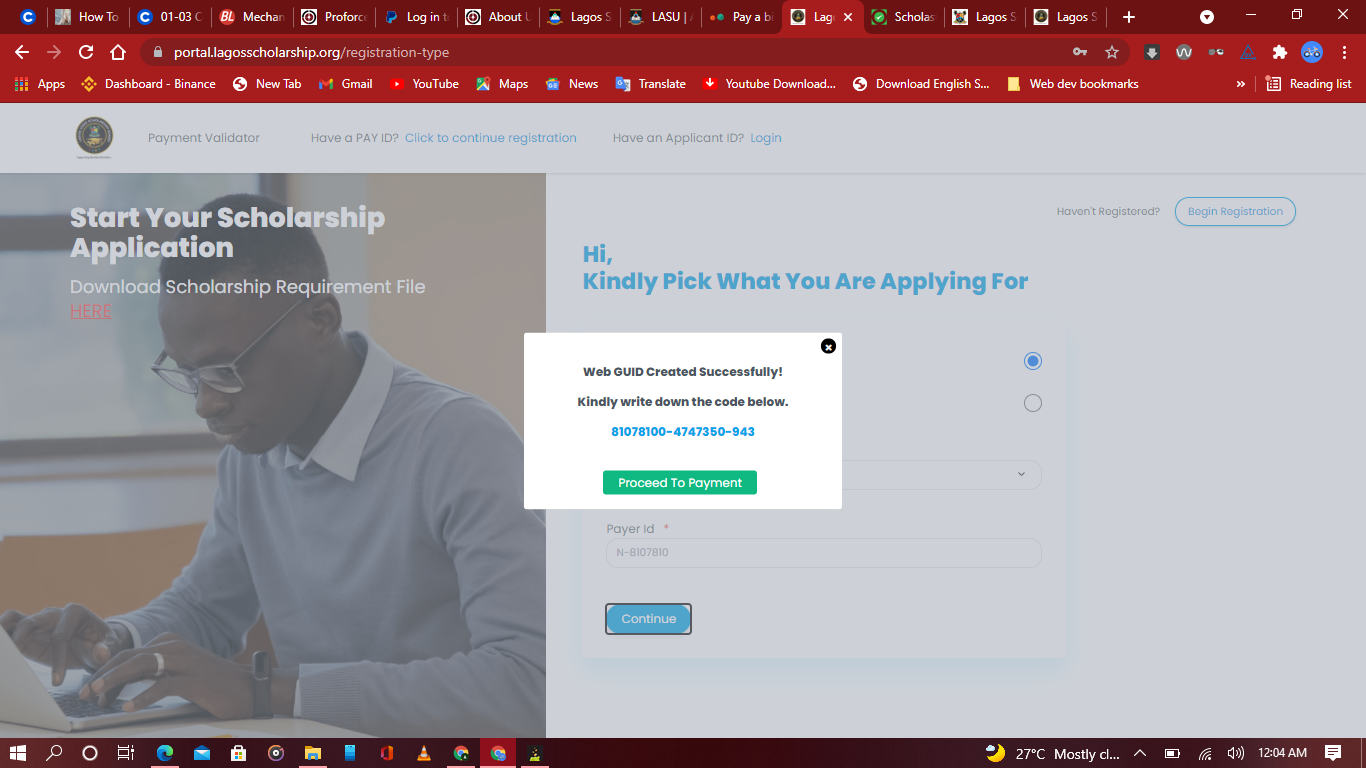 How To
01-03 C
BL Mechan
Proforce
Log in t
About U
Lagos S
LASU | A
Pay a bi
Lag
Scholas
Lagos S
Lagos S
portal.lagosscholarship.org/registration-type
Apps
Dashboard - Binance
New Tab
Gmail
YouTube
Maps
News
Translate
Youtube Download...
Download English S...
Web dev bookmarks
»
Reading list
Payment Validator
Have a PAY ID? Click to continue registration
Have an Applicant ID? Login
Start Your Scholarship
Application
Download Scholarship Requirement File
HERE
Haven't Registered?
Begin Registration
Hi,
Kindly Pick What You Are Applying For
Web GUID Created Successfully!
Kindly write down the code below.
81078100-4747350-943
Proceed To Payment
Payer Id *
N-8107810
Continue
27°C Mostly cl...
12:04 AM